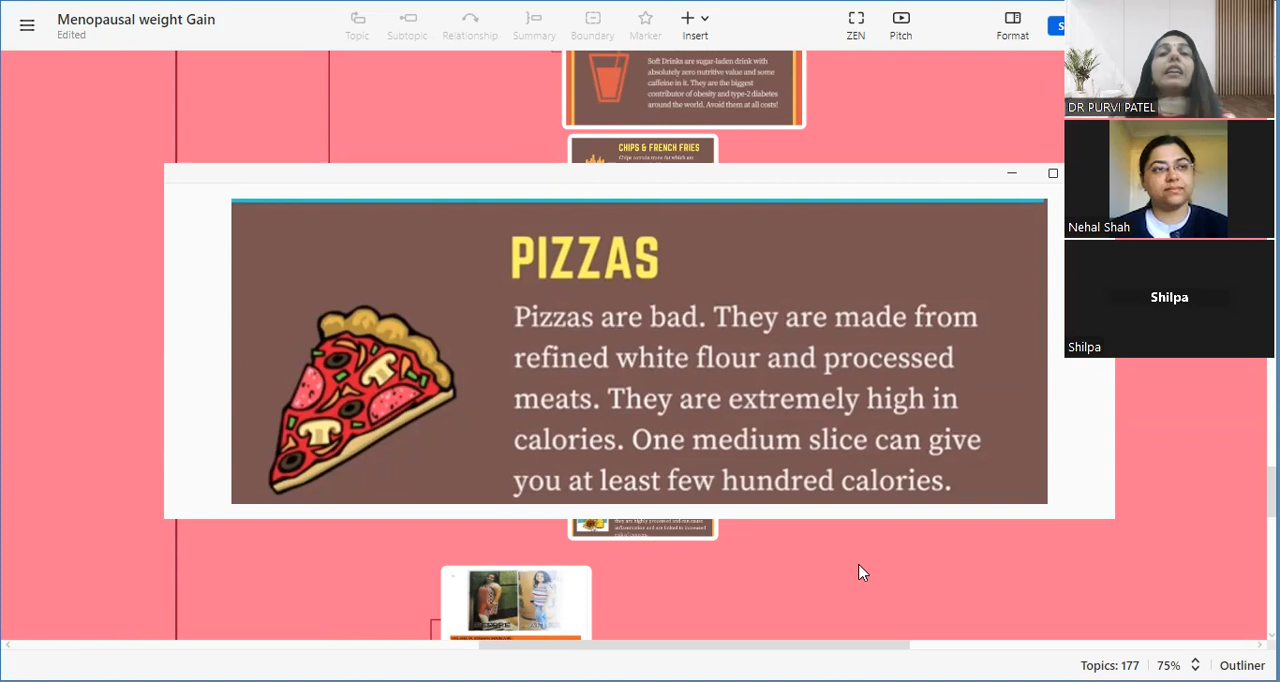 Menopausal weight Gain
Edited
Topic
Subtopic
Relationship
Summary
Boundary
Marker
Insert
ZEN
Pitch
Format
S
Soft Drinks are sugar-laden drink with
absolutely zero nutritive value and some
caffeine in it. They are the biggest
contributor of obesity and type-2 diabetes
around the world. Avoid them at all costs!
CHIPS & FRENCH FRIES
PIZZAS
Pizzas are bad. They are made from
refined white flour and processed
meats. They are extremely high in
calories. One medium slice can give
you at least few hundred calories.
DR PURVI PATEL
Nehal Shah
Shilpa
Shilpa
Topics: 177
75%
Outliner